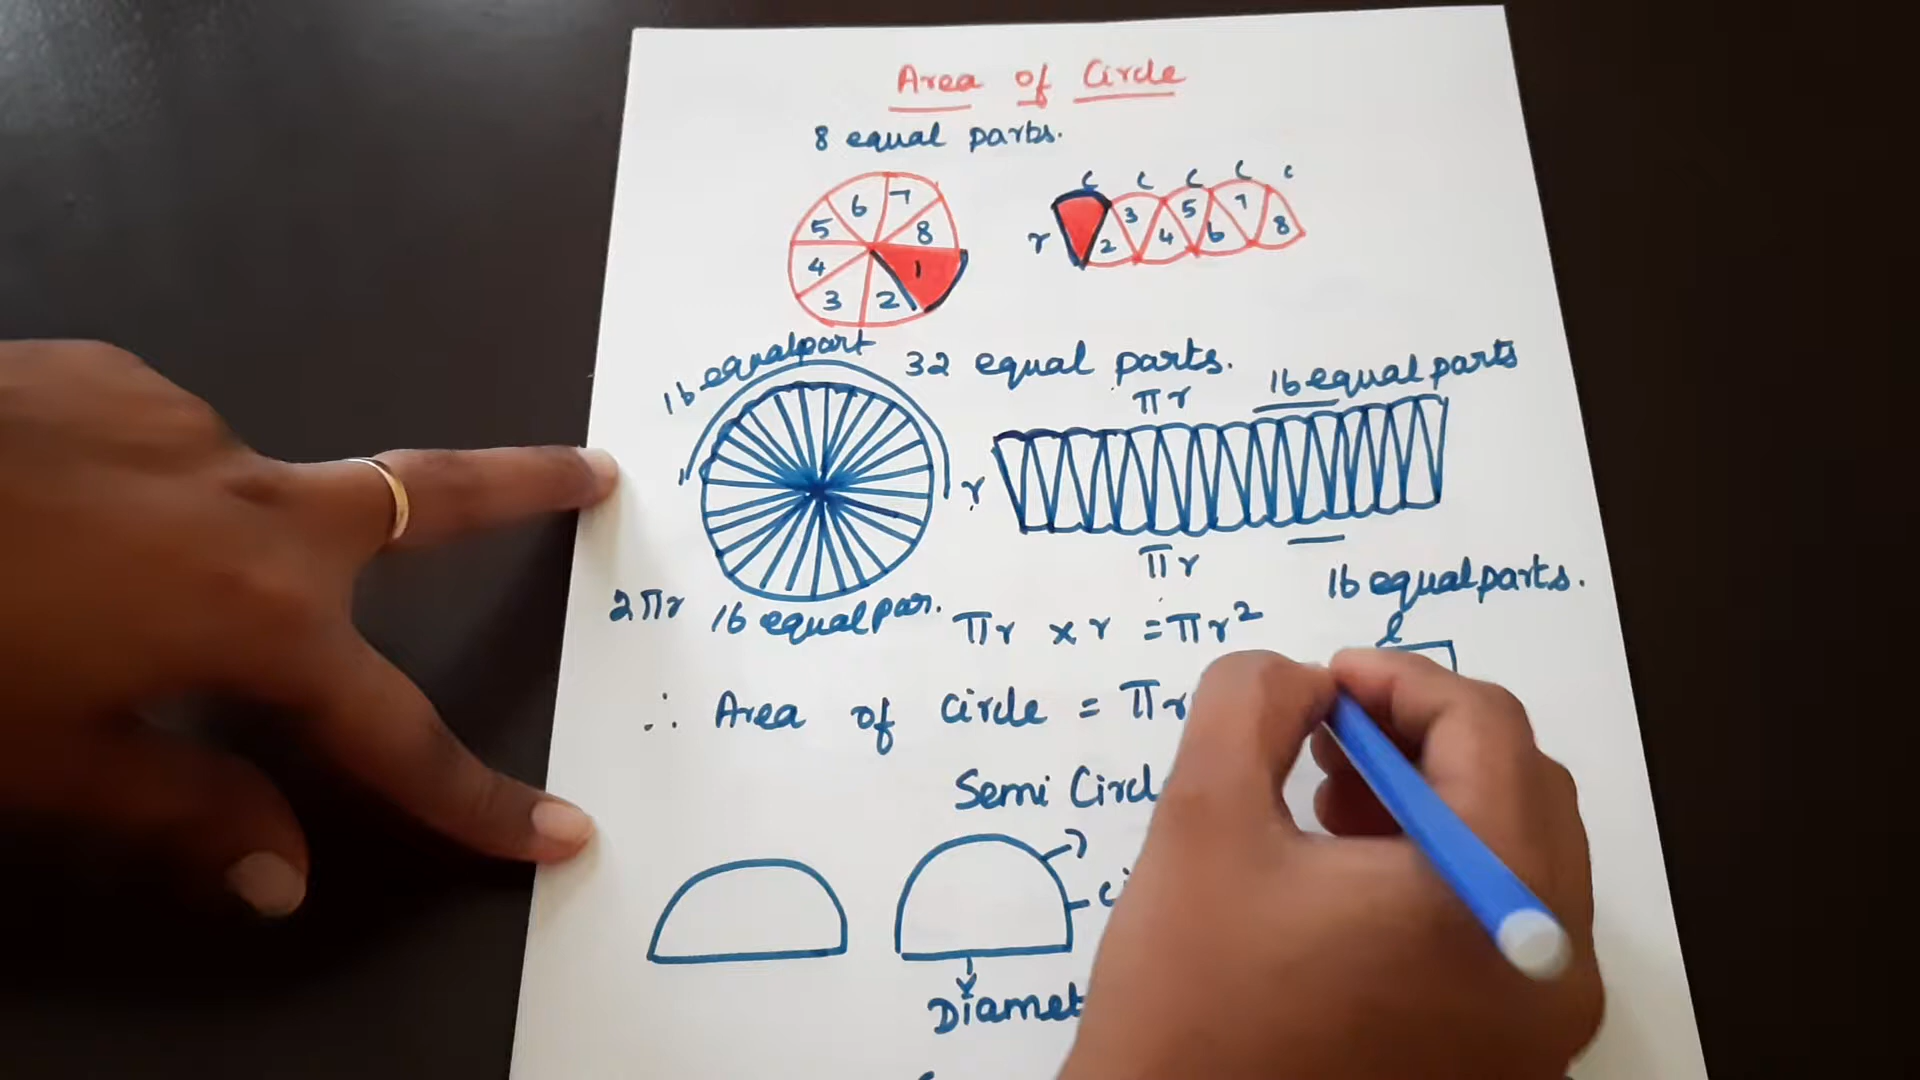 Area of Circle
8 equal parts.
6 7
5 8
4 1
3 2
c c c c c
r 2 3 4 5 6 7 8
16 equal part
32 equal parts.
16 equal parts
πr
r
πr
16 equal parts.
2πr
16 equal par.
πr x r = πr²
l
∴ Area of circle = πr
Semi Circl
ci
Diamet